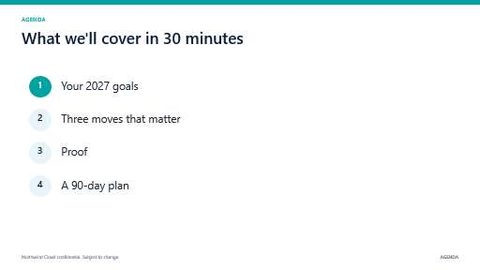 AGENDA
What we'll cover in 30 minutes
1 Your 2027 goals
2 Three moves that matter
3 Proof
4 A 90-day plan
Northwind Cloud confidential. Subject to change. AGENDA